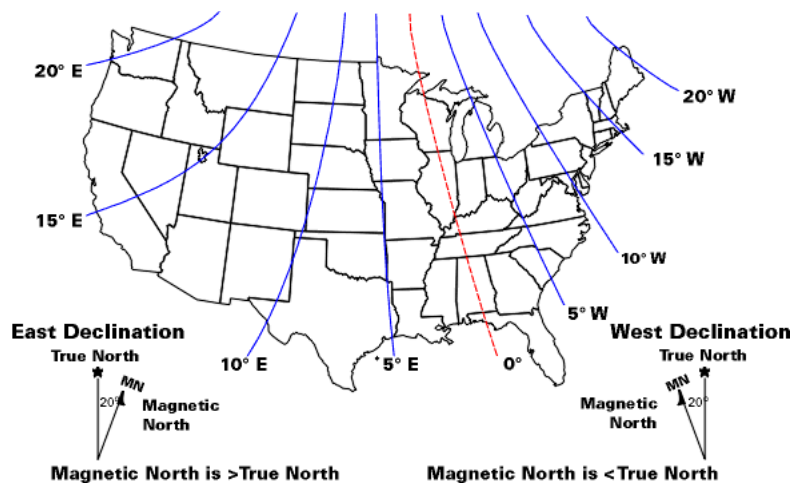 20° E
20° W
15° W
15° E
10° W
5° W
East Declination
West Declination
True North
10° E
5° E
0°
True North
MN
MN
20°
Magnetic
North
Magnetic
North
20°
Magnetic North is >True North
Magnetic North is <True North